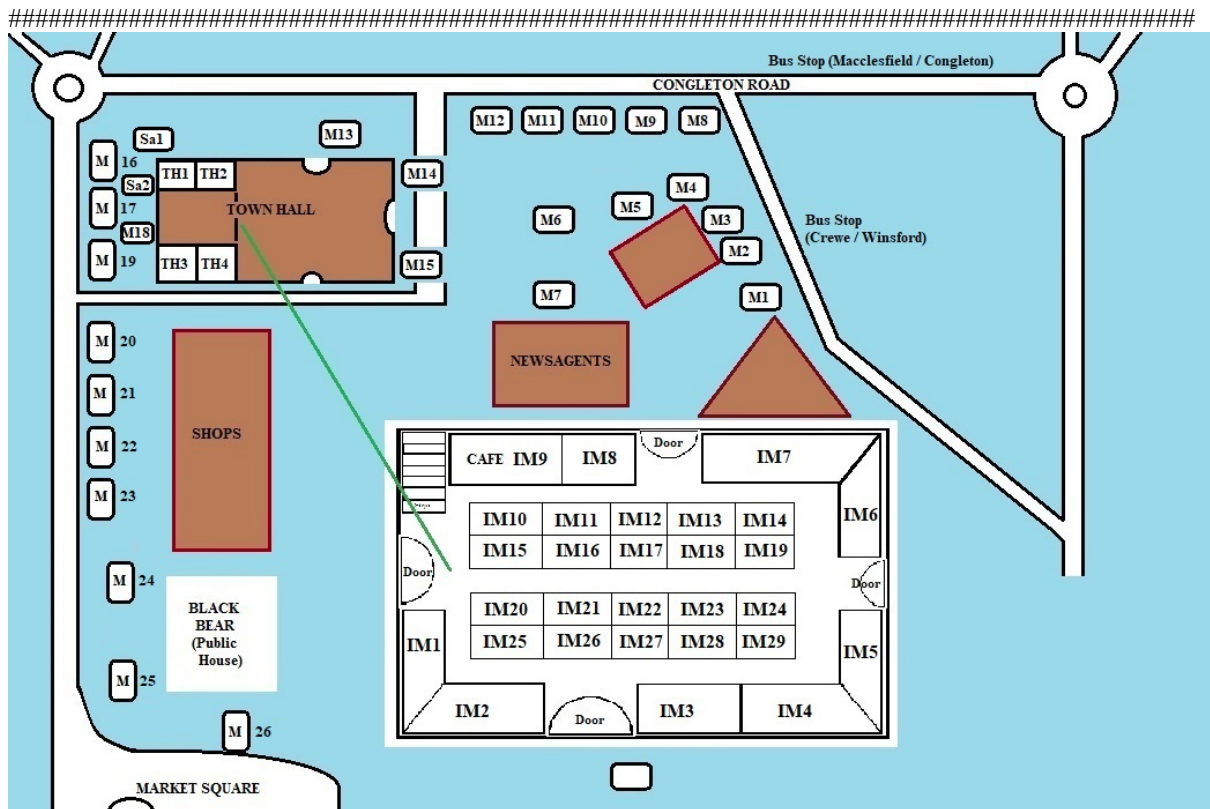 ################################################################################
Bus Stop (Macclesfield / Congleton)
CONGLETON ROAD
M12 M11 M10 M9 M8
Sa1
M13
M 16
TH1 TH2
M14
Sa2
M4
M 17
TOWN HALL
M5
M3
M6
Bus Stop
(Crewe / Winsford)
M18
M2
M 19
TH3 TH4
M15
M7
M1
M 20
NEWSAGENTS
M 21
SHOPS
M 22
Door
CAFE IM9 IM8
IM7
M 23
IM10 IM11 IM12 IM13 IM14
IM6
IM15 IM16 IM17 IM18 IM19
Door
Door
M 24
IM20 IM21 IM22 IM23 IM24
BLACK
BEAR
(Public
House)
IM25 IM26 IM27 IM28 IM29
IM1
IM5
M 25
IM2
Door
IM3
IM4
M 26
MARKET SQUARE